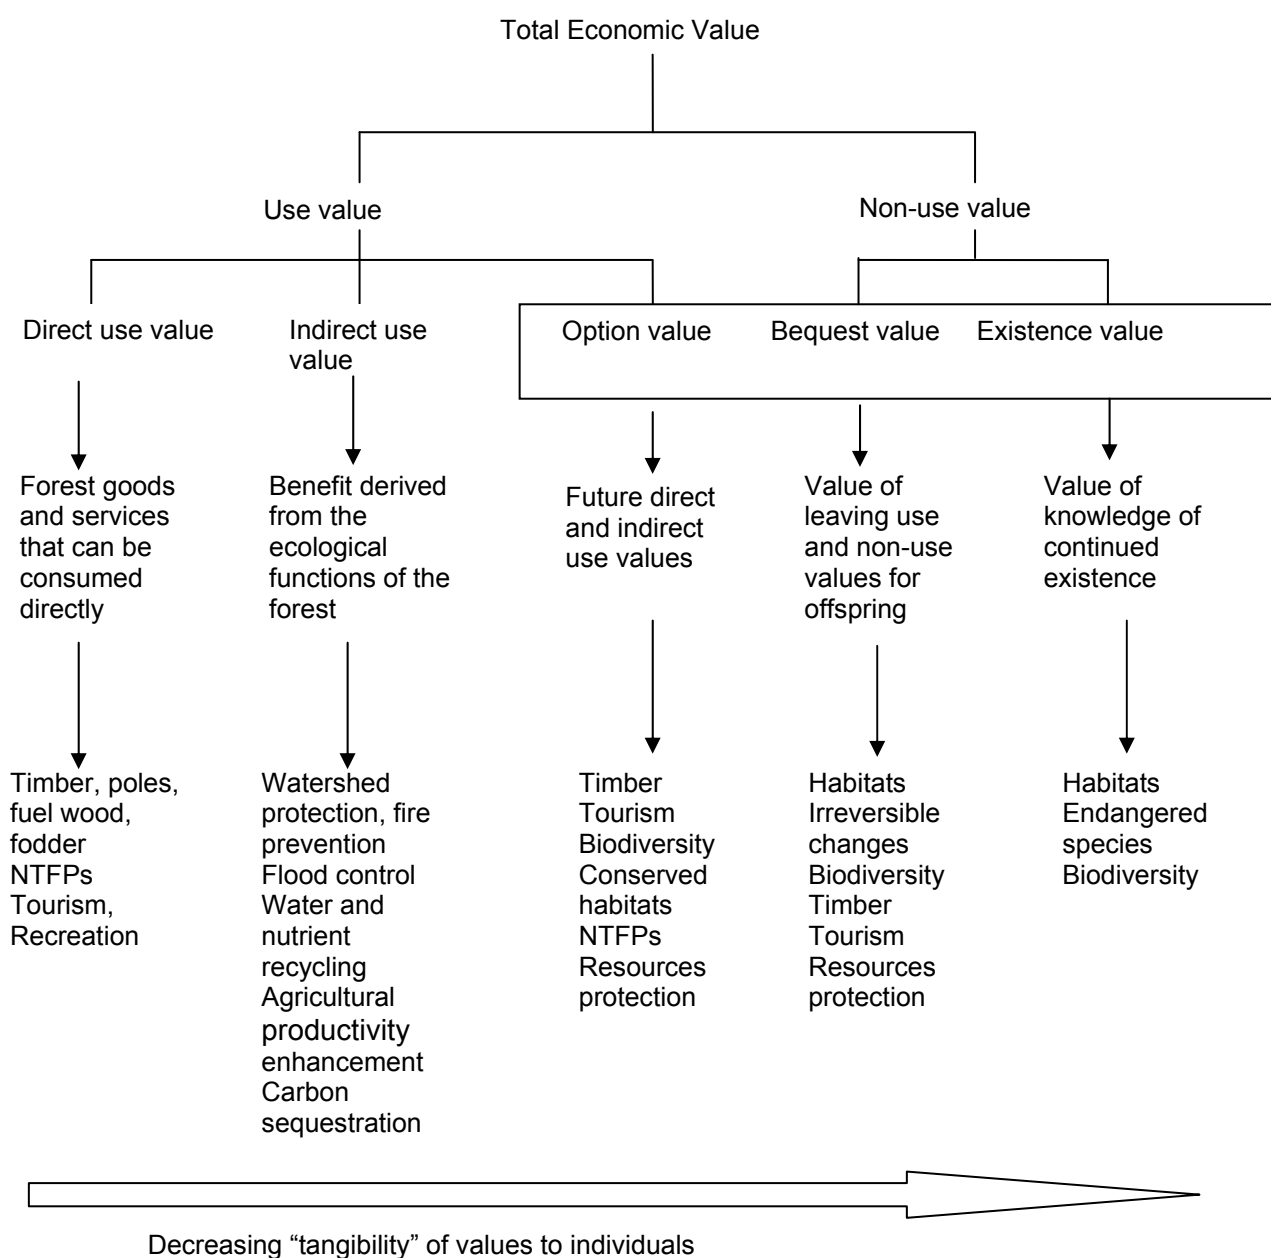 Total Economic Value
Use value
Non-use value
Direct use value
Indirect use
value
Option value
Bequest value
Existence value
Forest goods
and services
that can be
consumed
directly
Benefit derived
from the
ecological
functions of the
forest
Future direct
and indirect
use values
Value of
leaving use
and non-use
values for
offspring
Value of
knowledge of
continued
existence
Timber, poles,
fuel wood,
fodder
NTFPs
Tourism,
Recreation
Watershed
protection, fire
prevention
Flood control
Water and
nutrient
recycling
Agricultural
productivity
enhancement
Carbon
sequestration
Timber
Tourism
Biodiversity
Conserved
habitats
NTFPs
Resources
protection
Habitats
Irreversible
changes
Biodiversity
Timber
Tourism
Resources
protection
Habitats
Endangered
species
Biodiversity
Decreasing “tangibility” of values to individuals